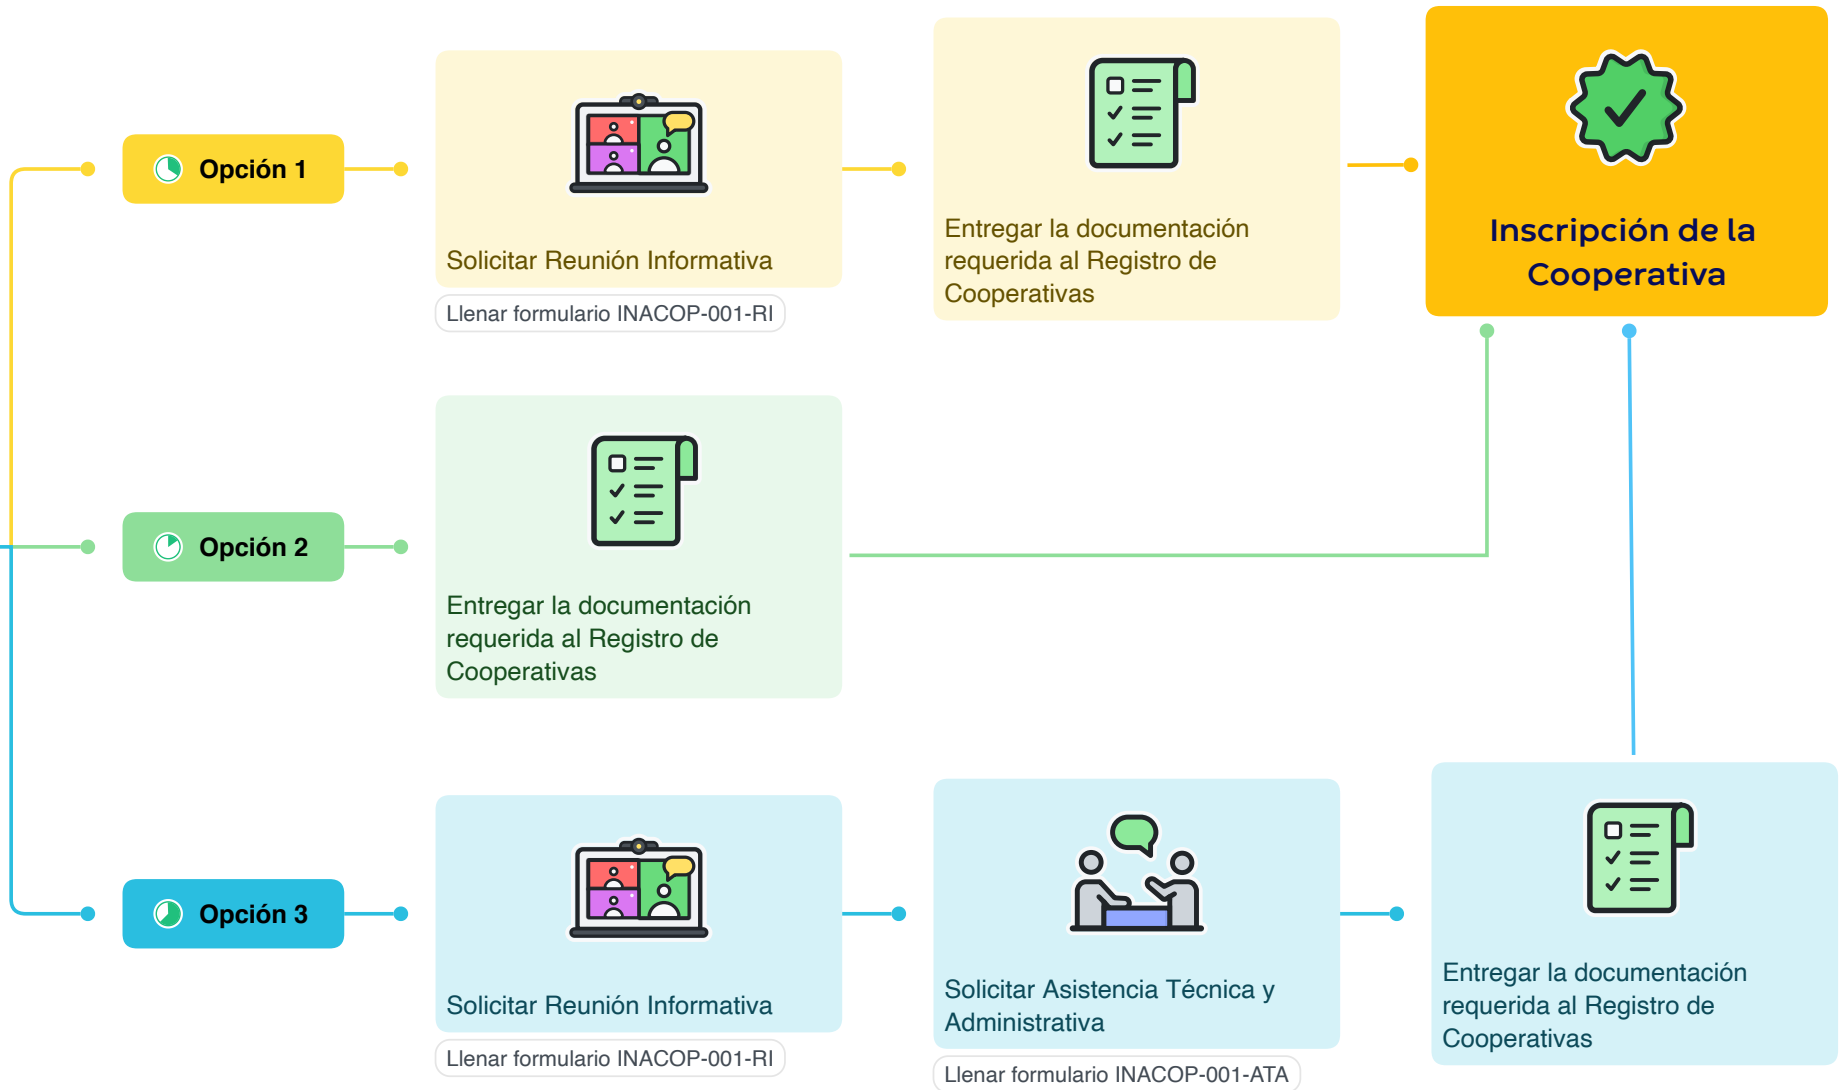 Opción 1
Solicitar Reunión Informativa
Llenar formulario INACOP-001-RI
Entregar la documentación
requerida al Registro de
Cooperativas
Inscripción de la
Cooperativa
Opción 2
Entregar la documentación
requerida al Registro de
Cooperativas
Opción 3
Solicitar Reunión Informativa
Llenar formulario INACOP-001-RI
Solicitar Asistencia Técnica y
Administrativa
Llenar formulario INACOP-001-ATA
Entregar la documentación
requerida al Registro de
Cooperativas